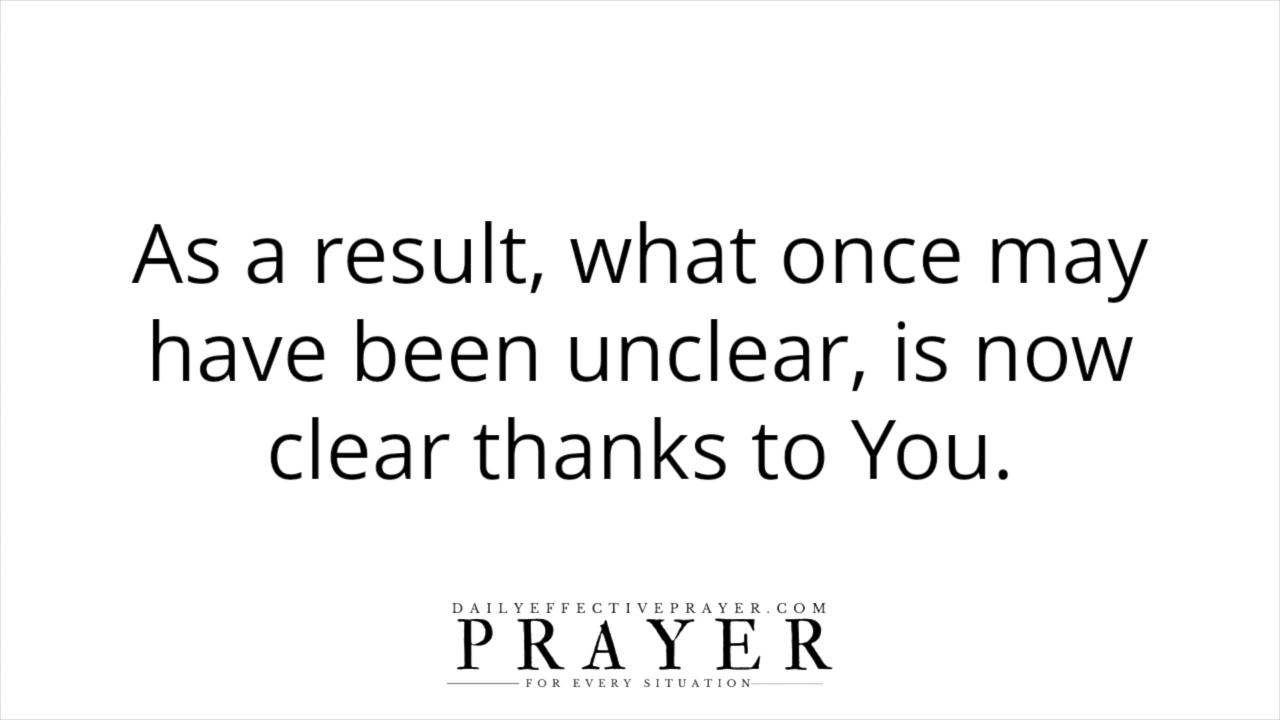 As a result, what once may
have been unclear, is now
clear thanks to You.
DAILYEFFECTIVEPRAYER.COM
PRAYER
FOR EVERY SITUATION